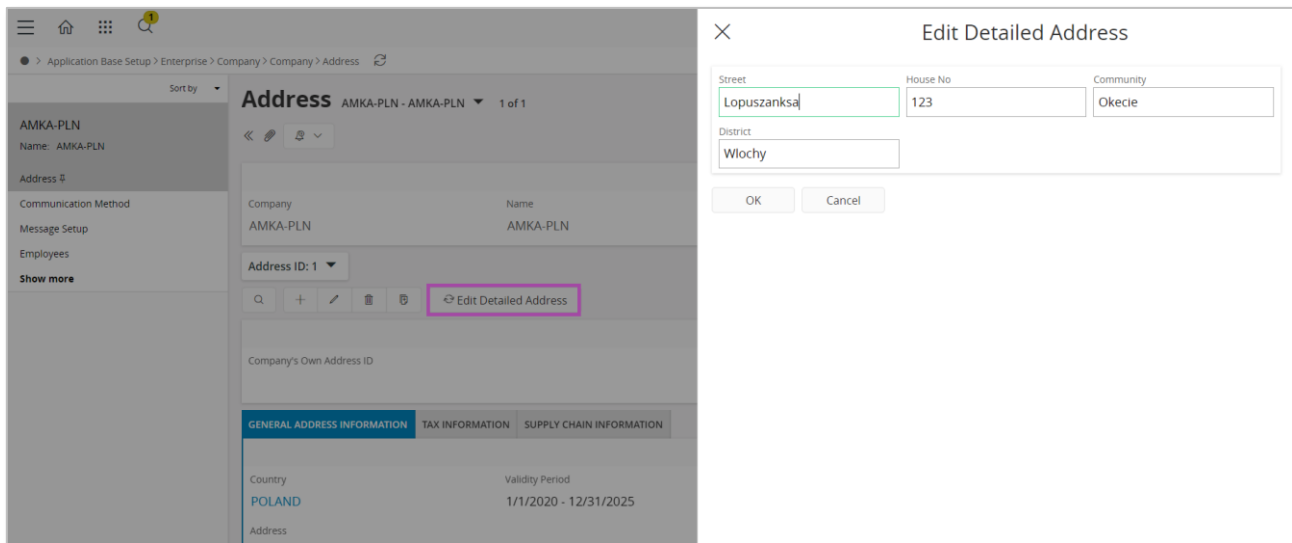 1
Application Base Setup > Enterprise > Company > Company > Address
Sort by
AMKA-PLN
Name: AMKA-PLN
Address
Communication Method
Message Setup
Employees
Show more
Address AMKA-PLN - AMKA-PLN 1 of 1
Company Name
AMKA-PLN AMKA-PLN
Address ID: 1
Edit Detailed Address
Company's Own Address ID
GENERAL ADDRESS INFORMATION TAX INFORMATION SUPPLY CHAIN INFORMATION
Country Validity Period
POLAND 1/1/2020 - 12/31/2025
Address
Edit Detailed Address
Street House No Community
Lopuszanksa 123 Okecie
District
Wlochy
OK Cancel